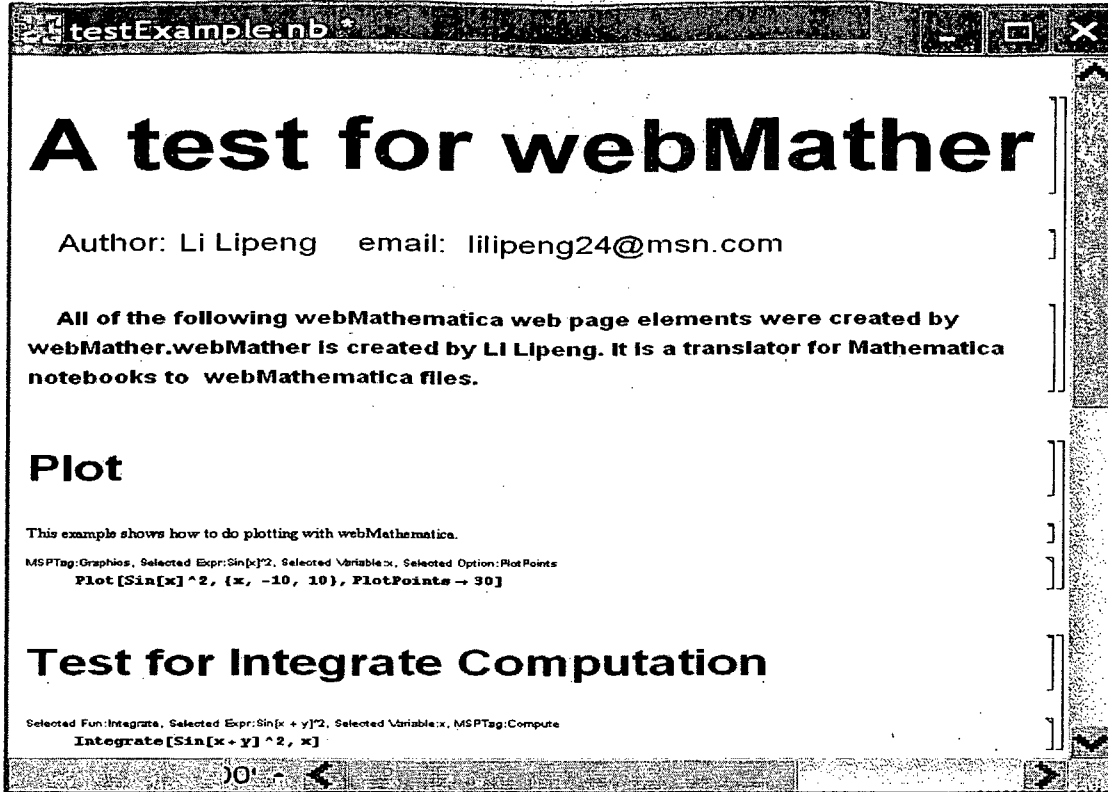 testExample.nb *
A test for webMather
Author: Li Lipeng email: lilipeng24@msn.com
All of the following webMathematica web page elements were created by
webMather.webMather is created by Li Lipeng. It is a translator for Mathematica
notebooks to webMathematica files.
Plot
This example shows how to do plotting with webMathematica.
MSPTag:Graphics, Selected Expr:Sin[x]^2, Selected Variable:x, Selected Option:PlotPoints
Plot[Sin[x]^2, {x, -10, 10}, PlotPoints → 30]
Test for Integrate Computation
Selected Fun:Integrate, Selected Expr:Sin[x + y]^2, Selected Variable:x, MSPTag:Compute
Integrate[Sin[x+y]^2, x]